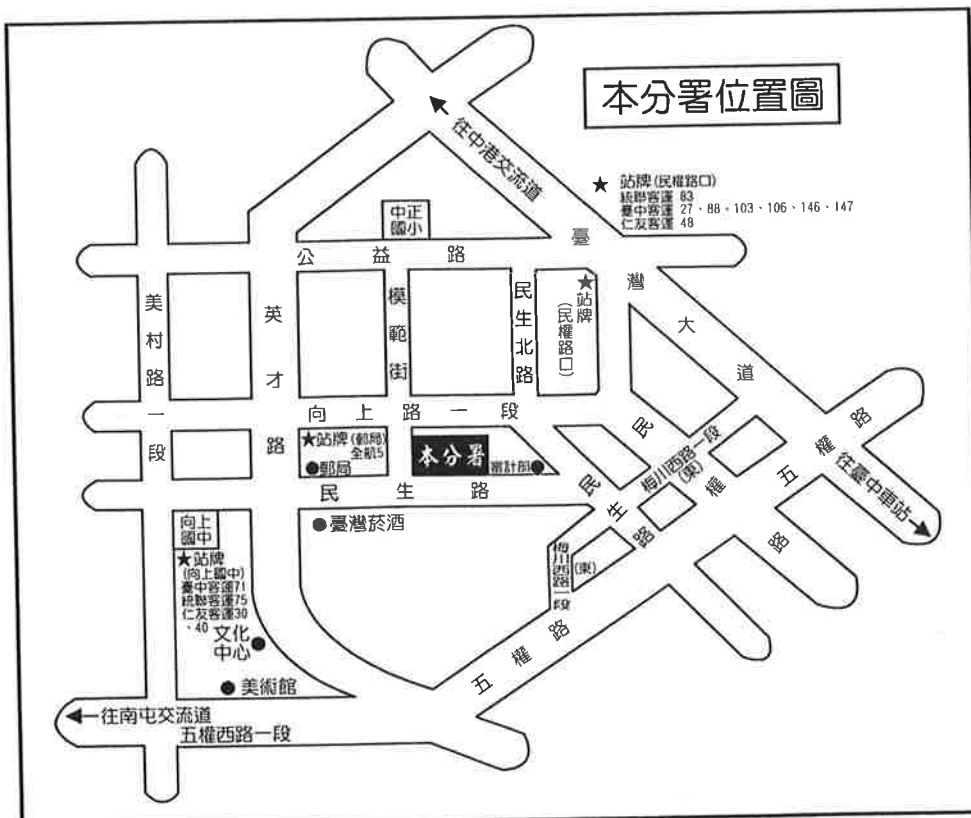 本分署位置圖
往中港交流道
★ 站牌(民權路口)
統聯客運 83
臺中客運 27、88、103、106、146、147
仁友客運 48
中正
國小
公益路
臺灣大道
美村路一段
英才路
模範街
民生北路
★站牌
(民權路口)
向上路一段
★站牌(郵局)
全航5
●郵局
本分署
審計部●
民生路
民生路
民權路
梅川西路一段
(東)
五權路
往臺中車站
路
向上
國中
●臺灣菸酒
★站牌
(向上國中)
臺中客運71
統聯客運75
仁友客運30
、40
文化
中心●
●美術館
梅川西路一段
(東)
五權路
往南屯交流道
五權西路一段